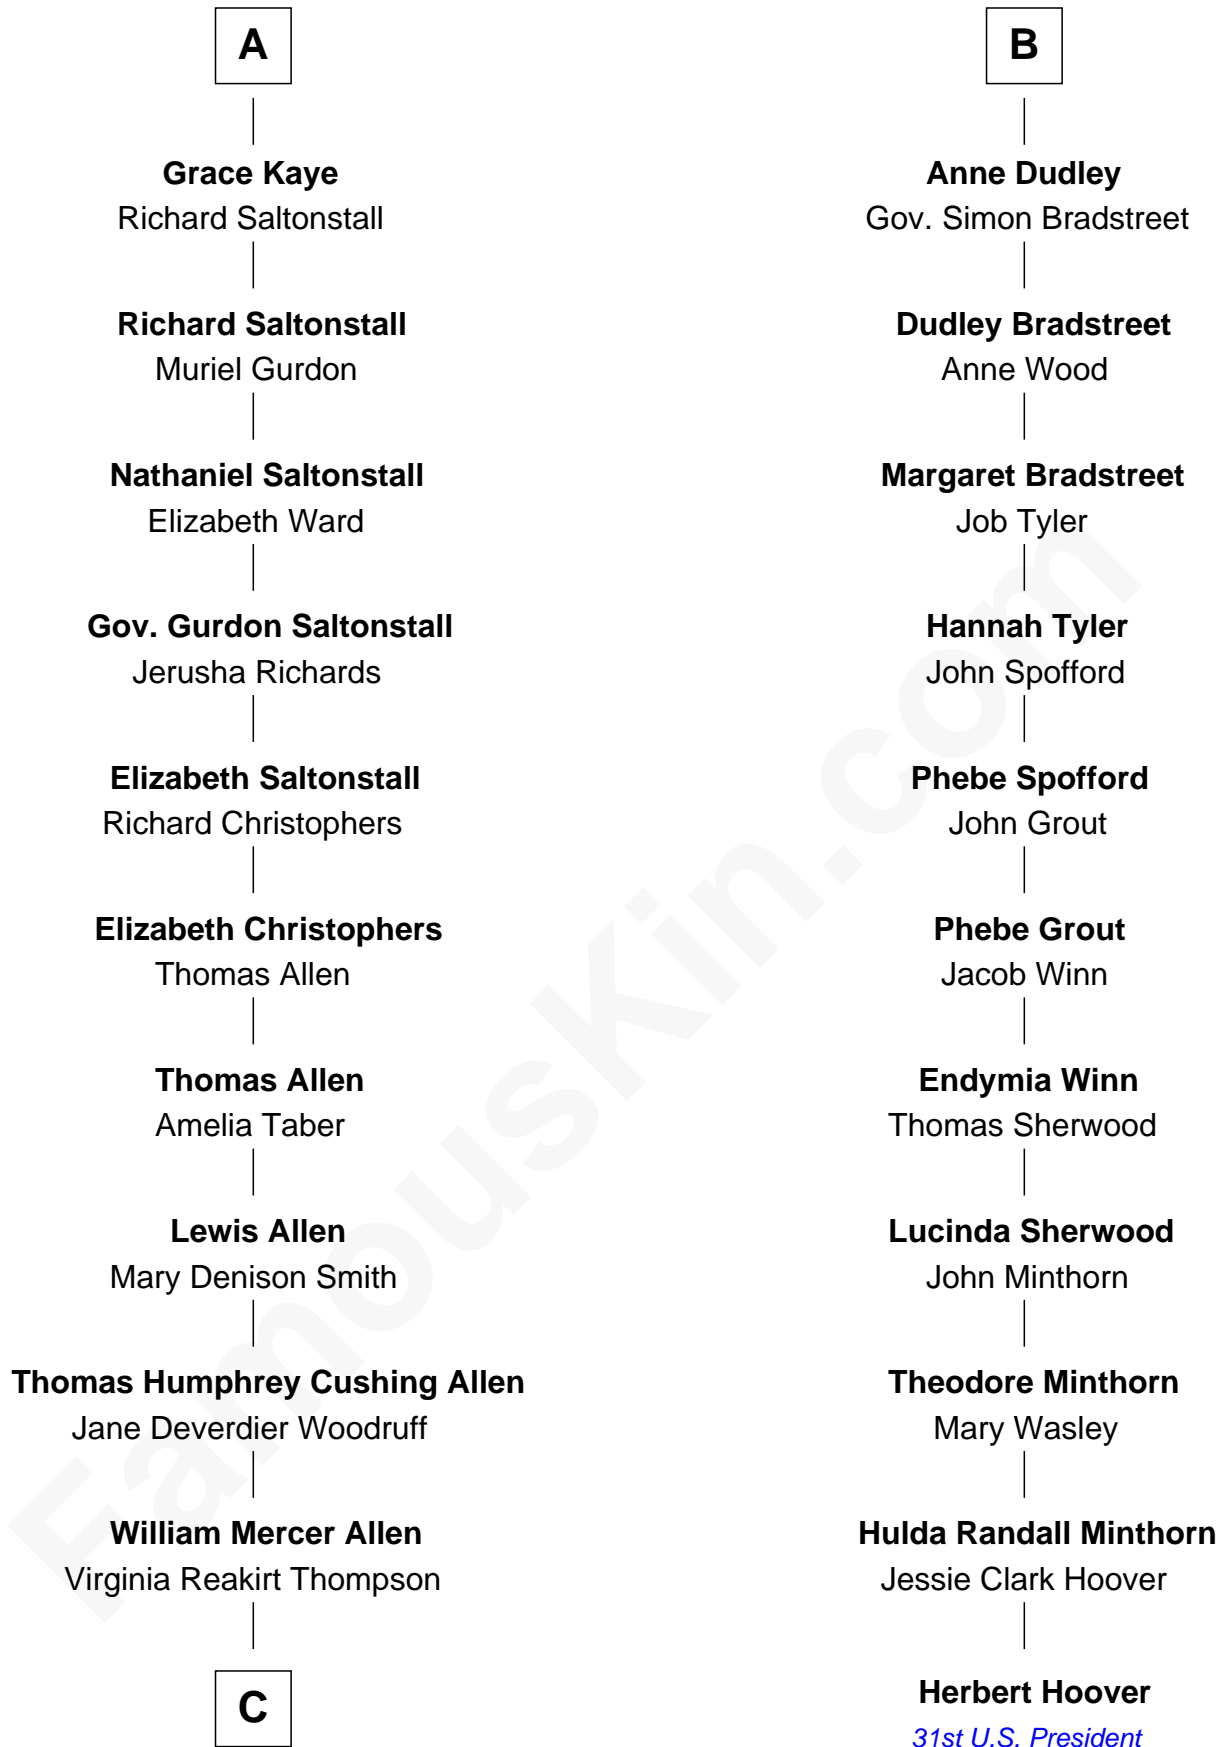 A
Grace Kaye
Richard Saltonstall
Richard Saltonstall
Muriel Gurdon
Nathaniel Saltonstall
Elizabeth Ward
Gov. Gurdon Saltonstall
Jerusha Richards
Elizabeth Saltonstall
Richard Christophers
Elizabeth Christophers
Thomas Allen
Thomas Allen
Amelia Taber
Lewis Allen
Mary Denison Smith
Thomas Humphrey Cushing Allen
Jane Deverdier Woodruff
William Mercer Allen
Virginia Reakirt Thompson
C
B
Anne Dudley
Gov. Simon Bradstreet
Dudley Bradstreet
Anne Wood
Margaret Bradstreet
Job Tyler
Hannah Tyler
John Spofford
Phebe Spofford
John Grout
Phebe Grout
Jacob Winn
Endymia Winn
Thomas Sherwood
Lucinda Sherwood
John Minthorn
Theodore Minthorn
Mary Wasley
Hulda Randall Minthorn
Jessie Clark Hoover
Herbert Hoover
31st U.S. President
FamousKin.com